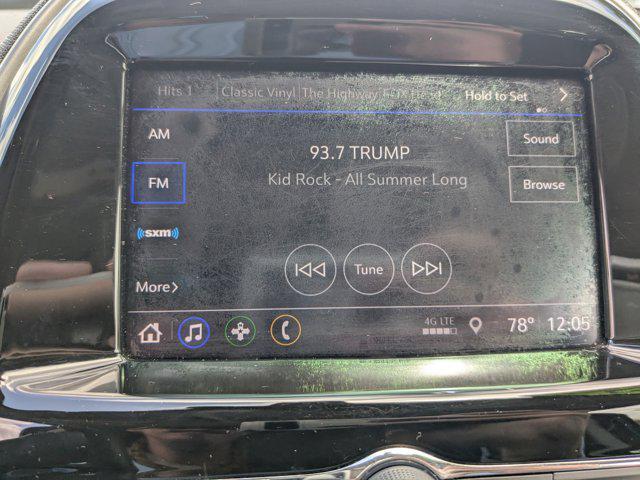 Hits 1 Classic Vinyl The Highway Hold to Set
AM
93.7 TRUMP
Sound
FM
Kid Rock - All Summer Long
Browse
sxm
Tune
More
4G LTE
78° 12:05